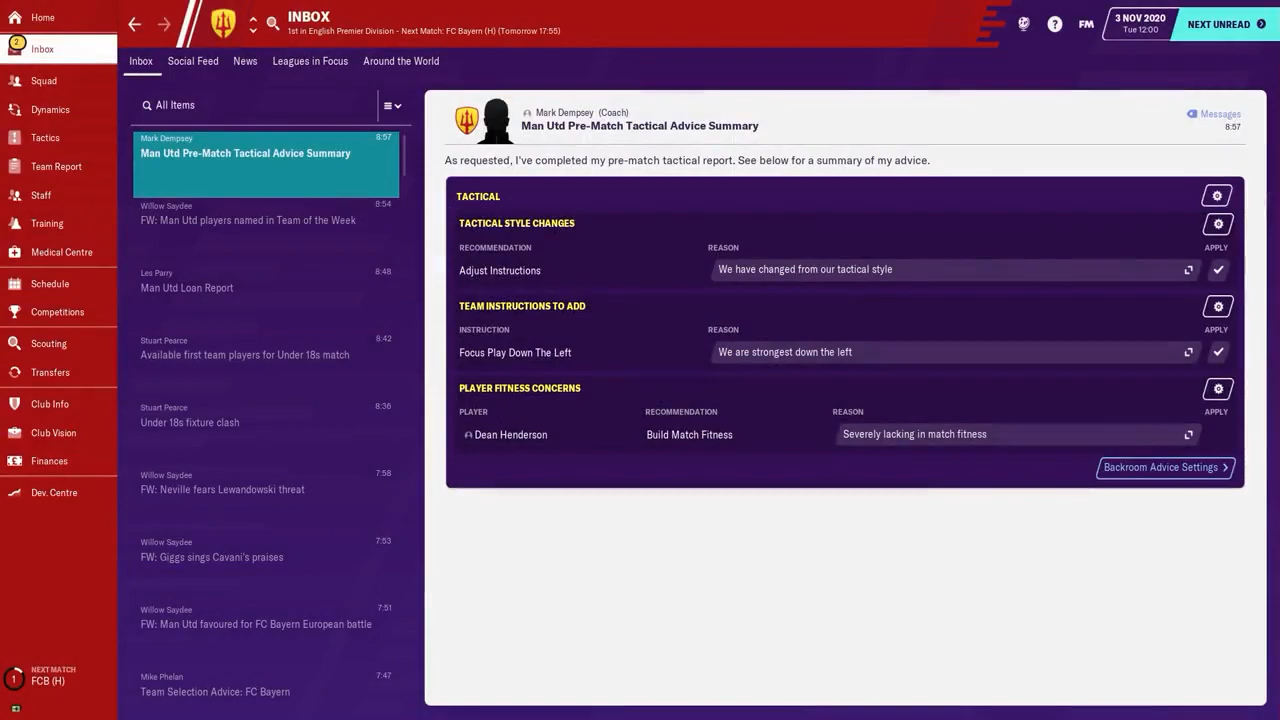 Home
2
Inbox
Squad
Dynamics
Tactics
Team Report
Staff
Training
Medical Centre
Schedule
Competitions
Scouting
Transfers
Club Info
Club Vision
Finances
Dev. Centre
1
NEXT MATCH
FCB (H)
INBOX
1st in English Premier Division - Next Match: FC Bayern (H) (Tomorrow 17:55)
?
FM
3 NOV 2020
Tue 12:00
NEXT UNREAD
Inbox
Social Feed
News
Leagues in Focus
Around the World
All Items
Mark Dempsey 8:57
Man Utd Pre-Match Tactical Advice Summary
Willow Saydee 8:54
FW: Man Utd players named in Team of the Week
Les Parry 8:48
Man Utd Loan Report
Stuart Pearce 8:42
Available first team players for Under 18s match
Stuart Pearce 8:36
Under 18s fixture clash
Willow Saydee 7:58
FW: Neville fears Lewandowski threat
Willow Saydee 7:53
FW: Giggs sings Cavani's praises
Willow Saydee 7:51
FW: Man Utd favoured for FC Bayern European battle
Mike Phelan 7:47
Team Selection Advice: FC Bayern
Mark Dempsey (Coach)
Man Utd Pre-Match Tactical Advice Summary
Messages
8:57
As requested, I've completed my pre-match tactical report. See below for a summary of my advice.
TACTICAL
TACTICAL STYLE CHANGES
RECOMMENDATION REASON APPLY
Adjust Instructions We have changed from our tactical style
TEAM INSTRUCTIONS TO ADD
INSTRUCTION REASON APPLY
Focus Play Down The Left We are strongest down the left
PLAYER FITNESS CONCERNS
PLAYER RECOMMENDATION REASON APPLY
Dean Henderson Build Match Fitness Severely lacking in match fitness
Backroom Advice Settings